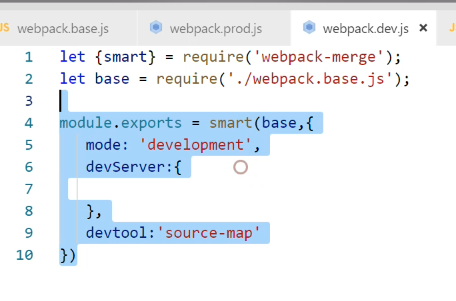 JS webpack.base.js webpack.prod.js webpack.dev.js ×
1 let {smart} = require('webpack-merge');
2 let base = require('./webpack.base.js');
3
4 module.exports = smart(base,{
5 mode: 'development',
6 devServer:{
7
8 },
9 devtool:'source-map'
10 })